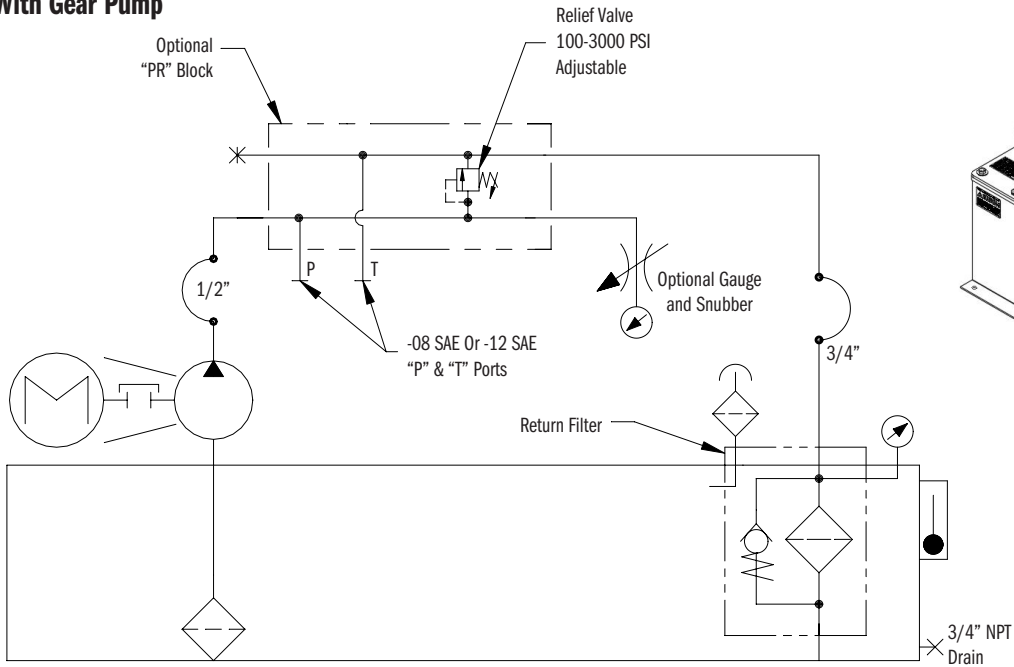 With Gear Pump
Relief Valve
100-3000 PSI
Adjustable
Optional
“PR” Block
P
T
1/2”
Optional Gauge
and Snubber
-08 SAE Or -12 SAE
“P” & “T” Ports
3/4”
Return Filter
3/4” NPT
Drain